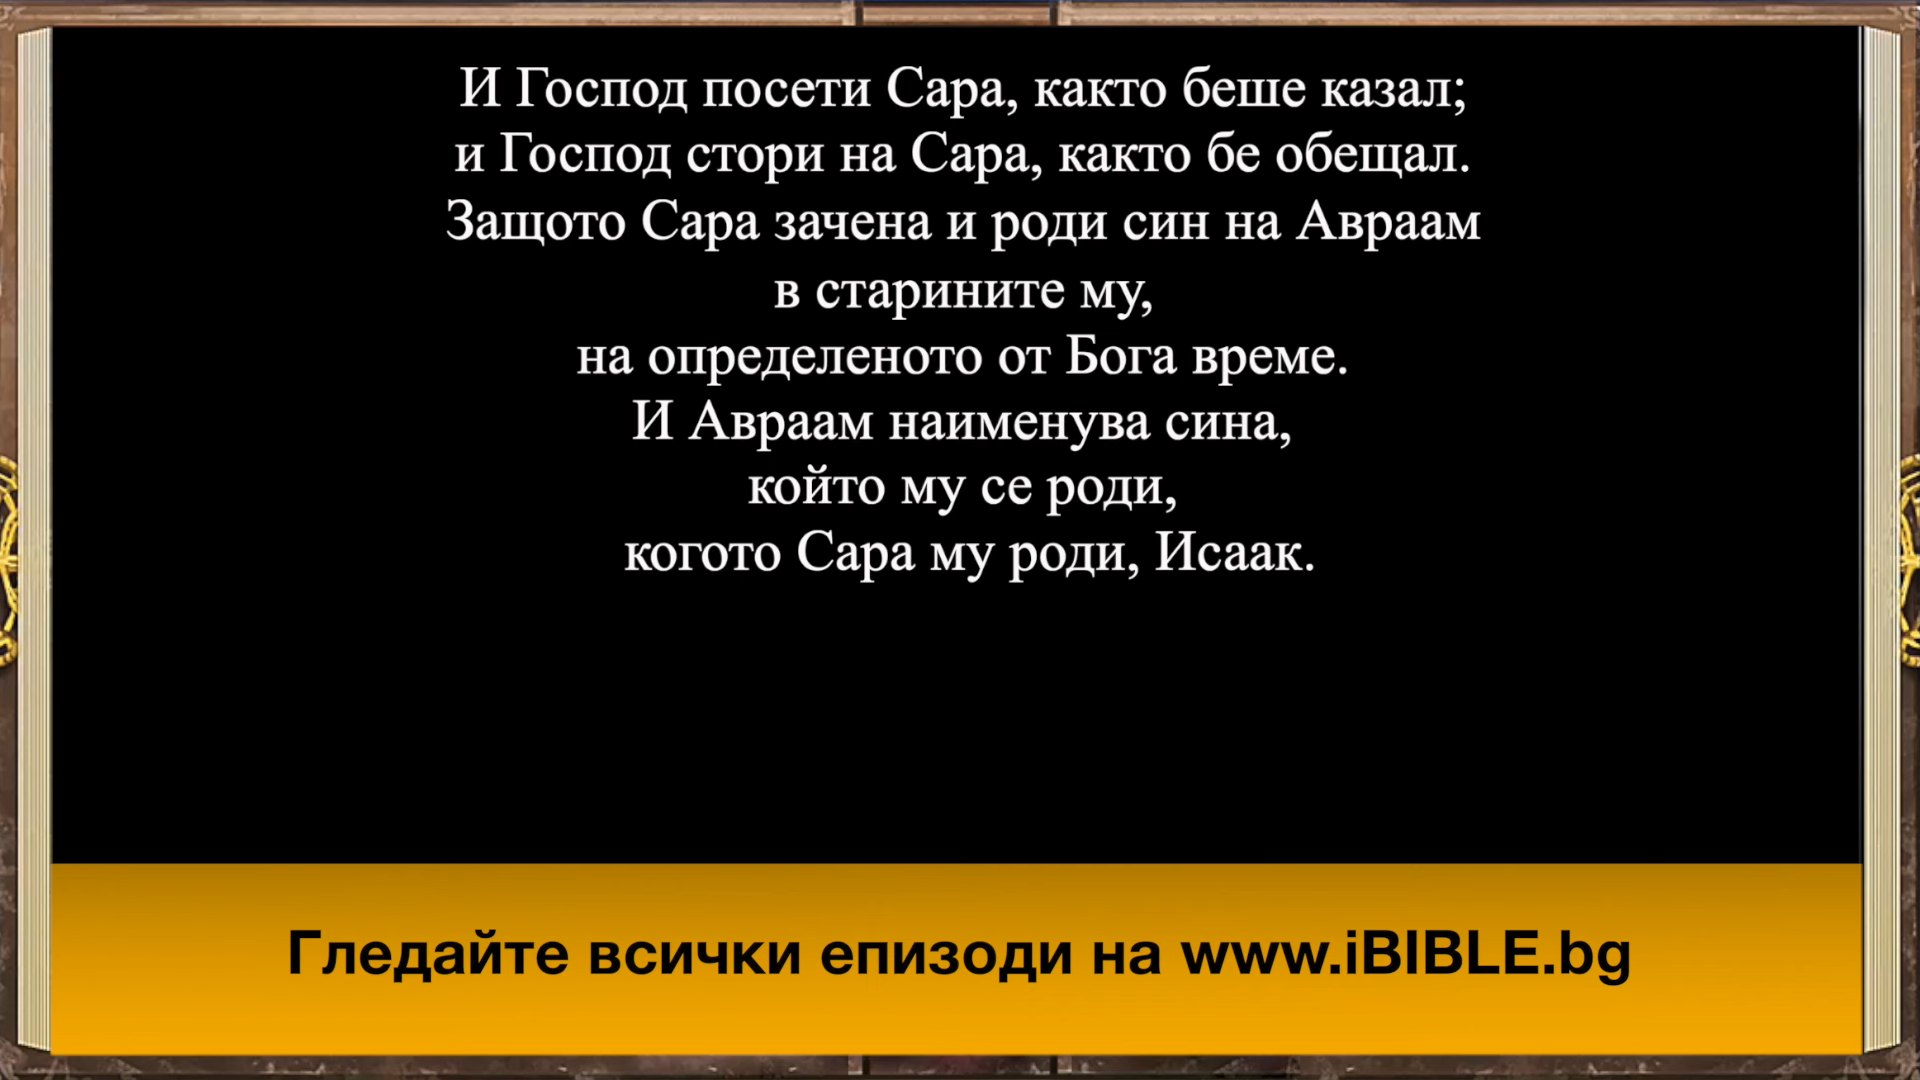 И Господ посети Сара, както беше казал;
и Господ стори на Сара, както бе обещал.
Защото Сара зачена и роди син на Авраам
в старините му,
на определеното от Бога време.
И Авраам наименува сина,
който му се роди,
когото Сара му роди, Исаак.
Гледайте всички епизоди на www.iBIBLE.bg